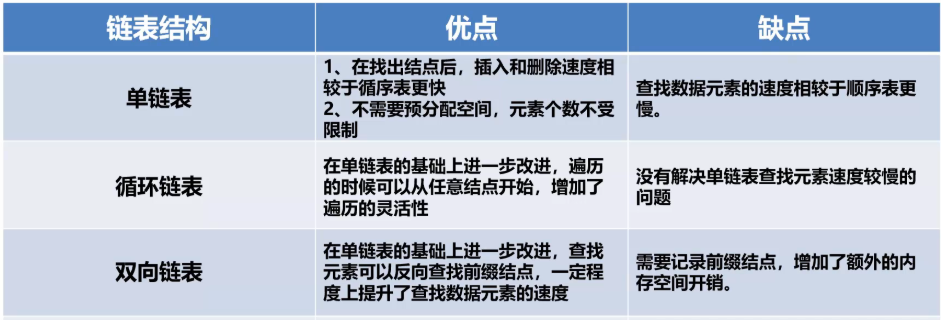 链表结构
优点
缺点
单链表
1、在找出结点后，插入和删除速度相
较于循序表更快
2、不需要预分配空间，元素个数不受
限制
查找数据元素的速度相较于顺序表更
慢。
循环链表
在单链表的基础上进一步改进，遍历
的时候可以从任意结点开始，增加了
遍历的灵活性
没有解决单链表查找元素速度较慢的
问题
双向链表
在单链表的基础上进一步改进，查找
元素可以反向查找前缀结点，一定程
度上提升了查找数据元素的速度
需要记录前缀结点，增加了额外的内
存空间开销。